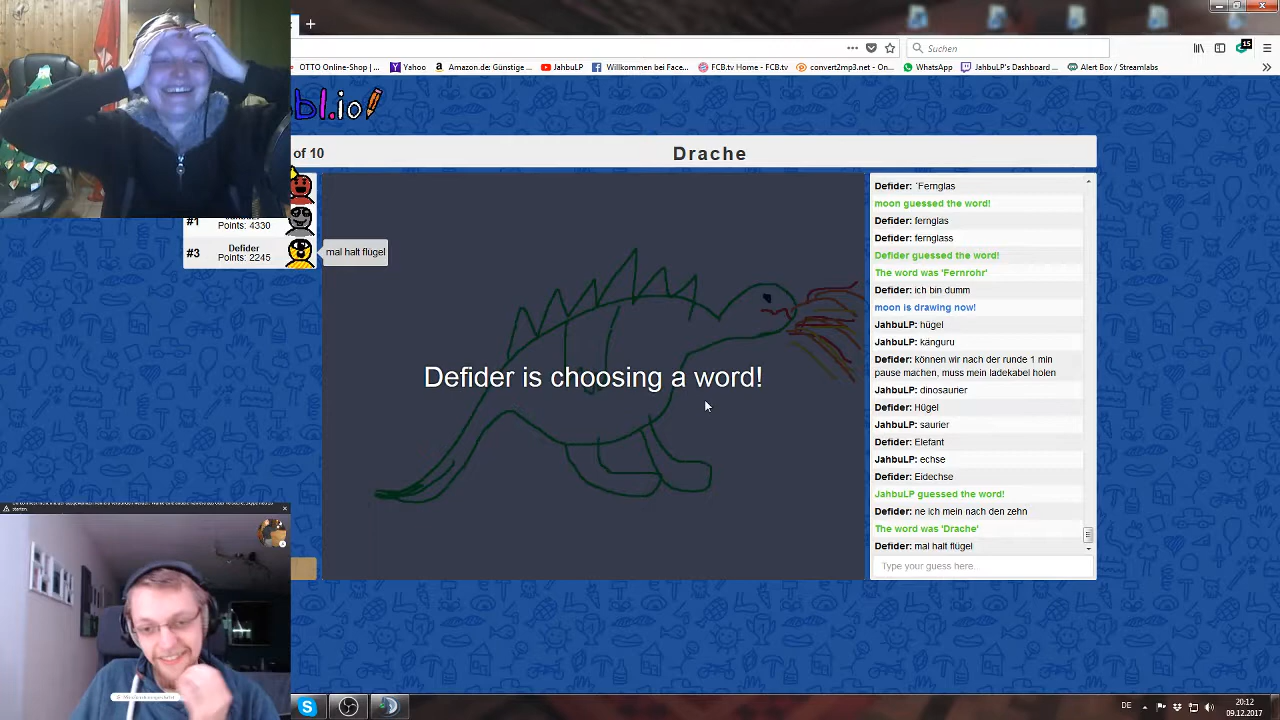 Suchen
15
OTTO Online-Shop |...
Yahoo
Amazon.de: Günstige ...
JahbuLP
Willkommen bei Face...
FCB.tv Home - FCB.tv
convert2mp3.net - On...
WhatsApp
JahbuLP's Dashboard ...
Alert Box / Streamlabs
bl.io
of 10
Drache
#1
Points: 4330
#3
Defider
Points: 2245
mal halt flügel
Defider is choosing a word!
Defider: ´Fernglas
moon guessed the word!
Defider: fernglas
Defider: fernglass
Defider guessed the word!
The word was 'Fernrohr'
Defider: ich bin dumm
moon is drawing now!
JahbuLP: hügel
JahbuLP: känguru
Defider: können wir nach der runde 1 min
pause machen, muss mein ladekabel holen
JahbuLP: dinosaurier
Defider: Hügel
JahbuLP: saurier
Defider: Elefant
JahbuLP: echse
Defider: Eidechse
JahbuLP guessed the word!
Defider: ne ich mein nach den zehn
The word was 'Drache'
Defider: mal halt flügel
Type your guess here...
DE
20:12
09.12.2017